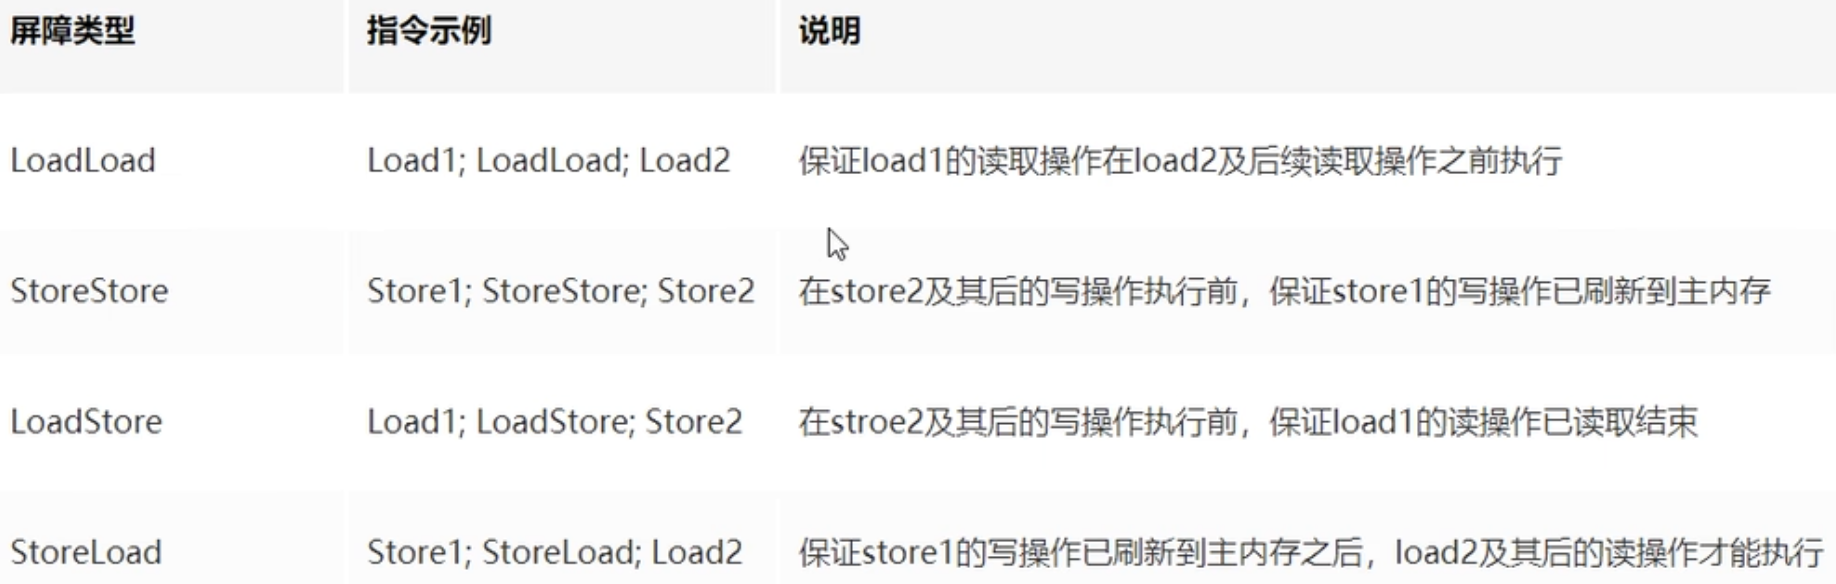 屏障类型 指令示例 说明
LoadLoad Load1; LoadLoad; Load2 保证load1的读取操作在load2及后续读取操作之前执行
StoreStore Store1; StoreStore; Store2 在store2及其后的写操作执行前，保证store1的写操作已刷新到主内存
LoadStore Load1; LoadStore; Store2 在stroe2及其后的写操作执行前，保证load1的读操作已读取结束
StoreLoad Store1; StoreLoad; Load2 保证store1的写操作已刷新到主内存之后，load2及其后的读操作才能执行